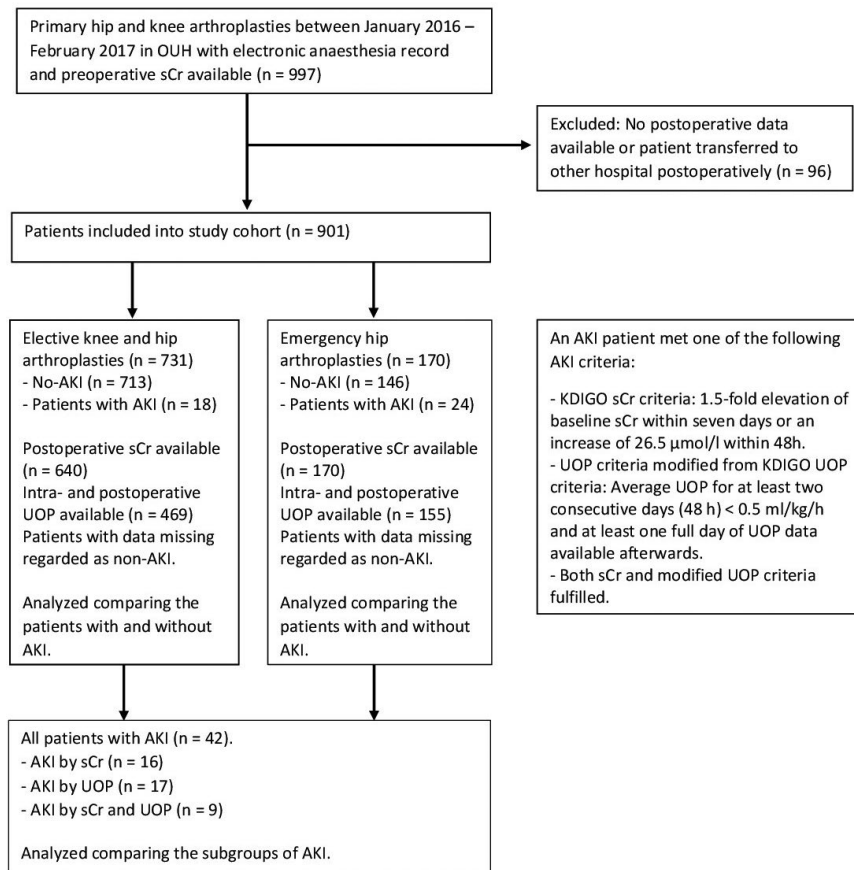 Primary hip and knee arthroplasties between January 2016 –
February 2017 in OUH with electronic anaesthesia record
and preoperative sCr available (n = 997)
Excluded: No postoperative data
available or patient transferred to
other hospital postoperatively (n = 96)
Patients included into study cohort (n = 901)
Elective knee and hip
arthroplasties (n = 731)
- No-AKI (n = 713)
- Patients with AKI (n = 18)
Postoperative sCr available
(n = 640)
Intra- and postoperative
UOP available (n = 469)
Patients with data missing
regarded as non-AKI.
Analyzed comparing the
patients with and without
AKI.
Emergency hip
arthroplasties (n = 170)
- No-AKI (n = 146)
- Patients with AKI (n = 24)
Postoperative sCr available
(n = 170)
Intra- and postoperative
UOP available (n = 155)
Patients with data missing
regarded as non-AKI.
Analyzed comparing the
patients with and without
AKI.
An AKI patient met one of the following
AKI criteria:
- KDIGO sCr criteria: 1.5-fold elevation of
baseline sCr within seven days or an
increase of 26.5 μmol/l within 48h.
- UOP criteria modified from KDIGO UOP
criteria: Average UOP for at least two
consecutive days (48 h) < 0.5 ml/kg/h
and at least one full day of UOP data
available afterwards.
- Both sCr and modified UOP criteria
fulfilled.
All patients with AKI (n = 42).
- AKI by sCr (n = 16)
- AKI by UOP (n = 17)
- AKI by sCr and UOP (n = 9)
Analyzed comparing the subgroups of AKI.